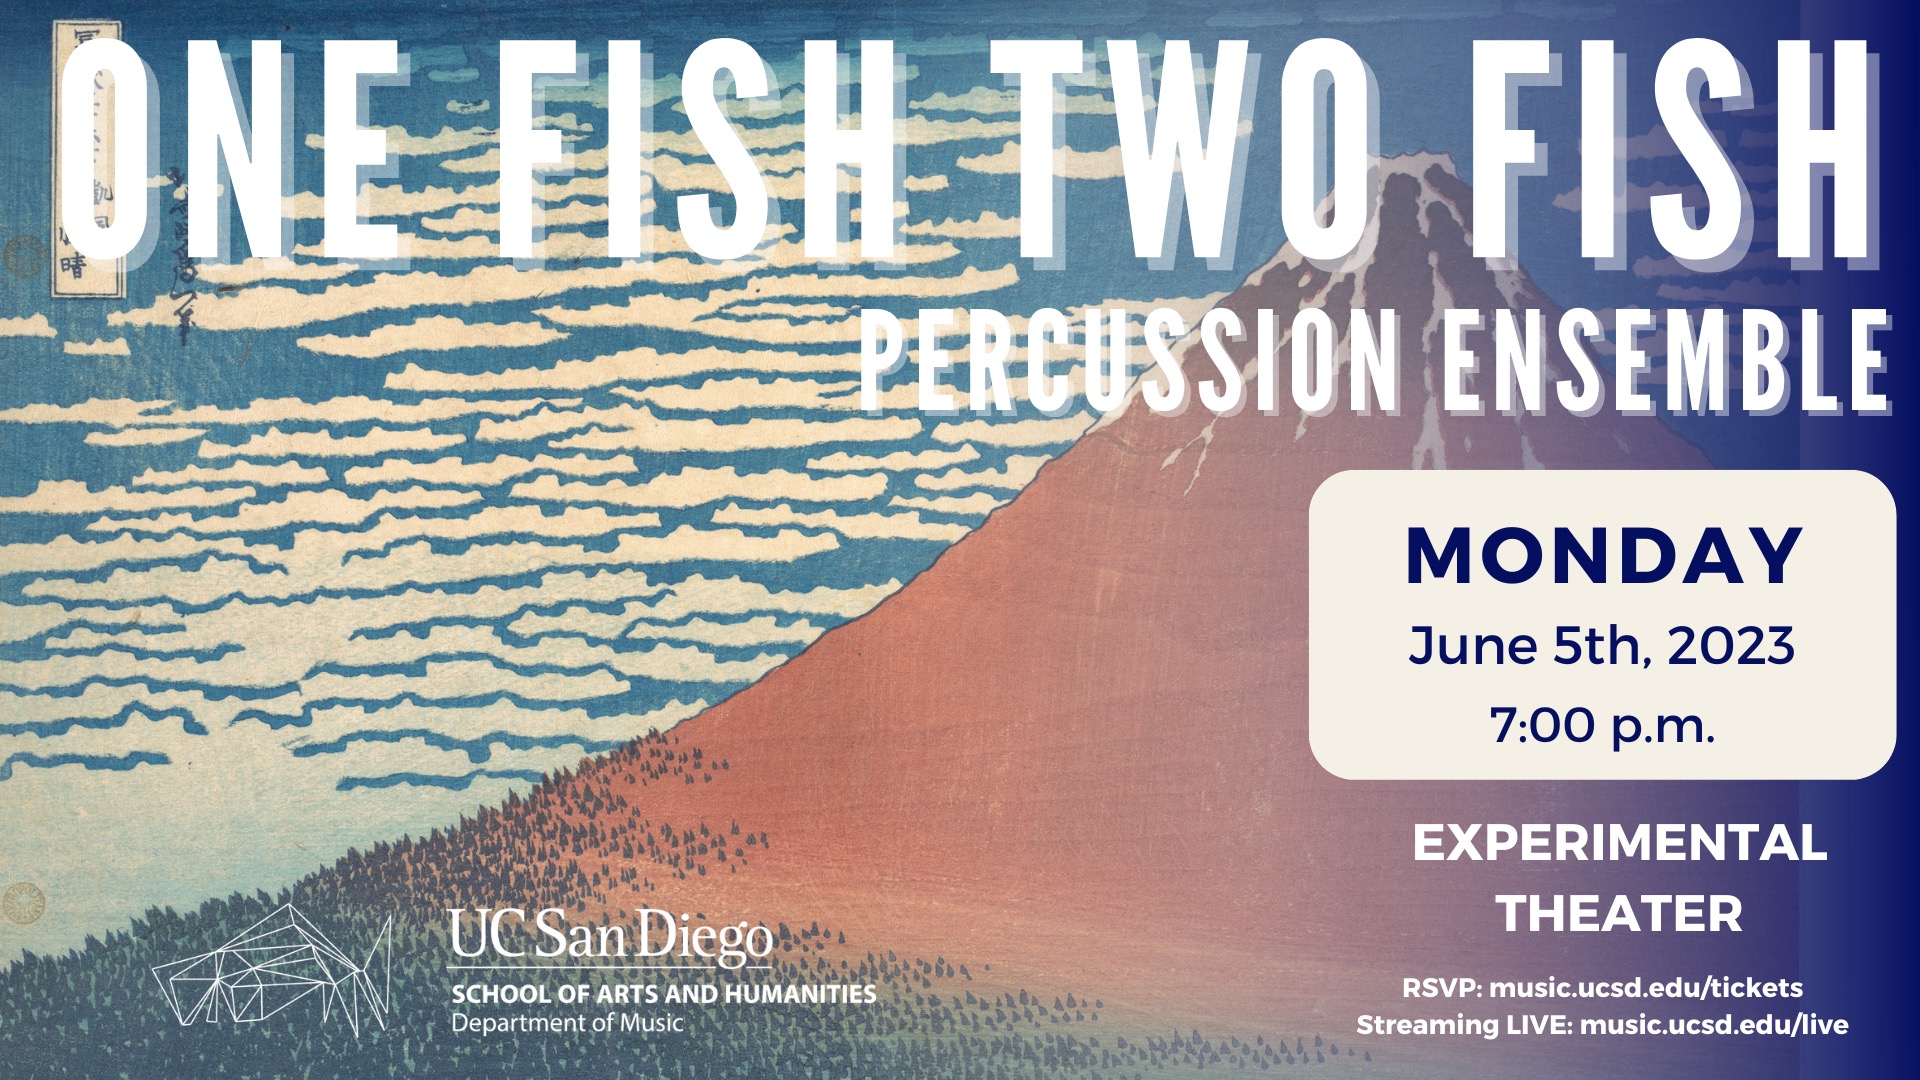 ONE FISH TWO FISH
PERCUSSION ENSEMBLE
MONDAY
June 5th, 2023
7:00 p.m.
EXPERIMENTAL
THEATER
RSVP: music.ucsd.edu/tickets
Streaming LIVE: music.ucsd.edu/live
UC San Diego
SCHOOL OF ARTS AND HUMANITIES
Department of Music